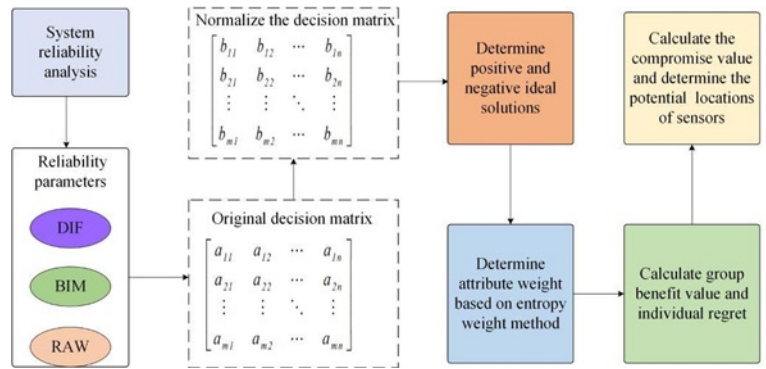 System
reliability
analysis
Reliability
parameters
DIF
BIM
RAW
Normalize the decision matrix
b11 b12 ··· b1n
b21 b22 ··· b2n
⋮ ⋮ ⋱ ⋮
bm1 bm2 ··· bmn
Original decision matrix
a11 a12 ··· a1n
a21 a22 ··· a2n
⋮ ⋮ ⋱ ⋮
am1 am2 ··· amn
Determine
positive and
negative ideal
solutions
Determine
attribute weight
based on entropy
weight method
Calculate group
benefit value and
individual regret
Calculate the
compromise value
and determine the
potential locations
of sensors